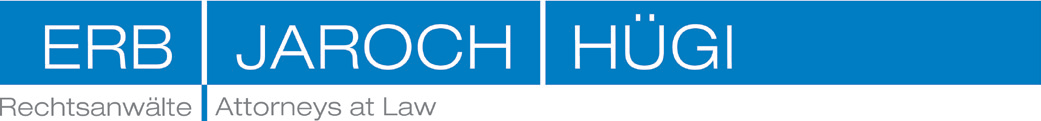 ERB JAROCH HÜGI
Rechtsanwälte Attorneys at Law